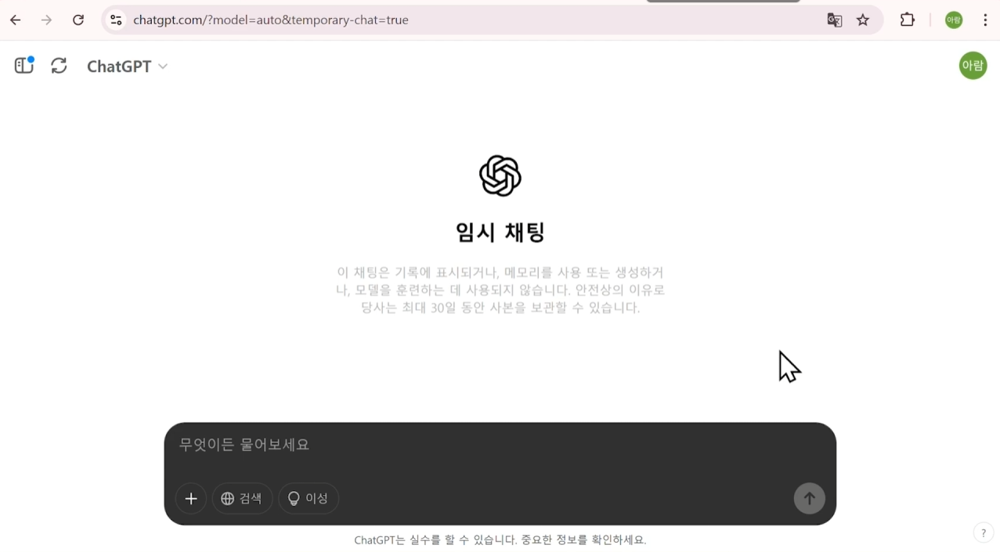 chatgpt.com/?model=auto&temporary-chat=true
아람
ChatGPT
아람
임시 채팅
이 채팅은 기록에 표시되거나, 메모리를 사용 또는 생성하거
나, 모델을 훈련하는 데 사용되지 않습니다. 안전상의 이유로
당사는 최대 30일 동안 사본을 보관할 수 있습니다.
무엇이든 물어보세요
검색 이성
ChatGPT는 실수를 할 수 있습니다. 중요한 정보를 확인하세요.
?